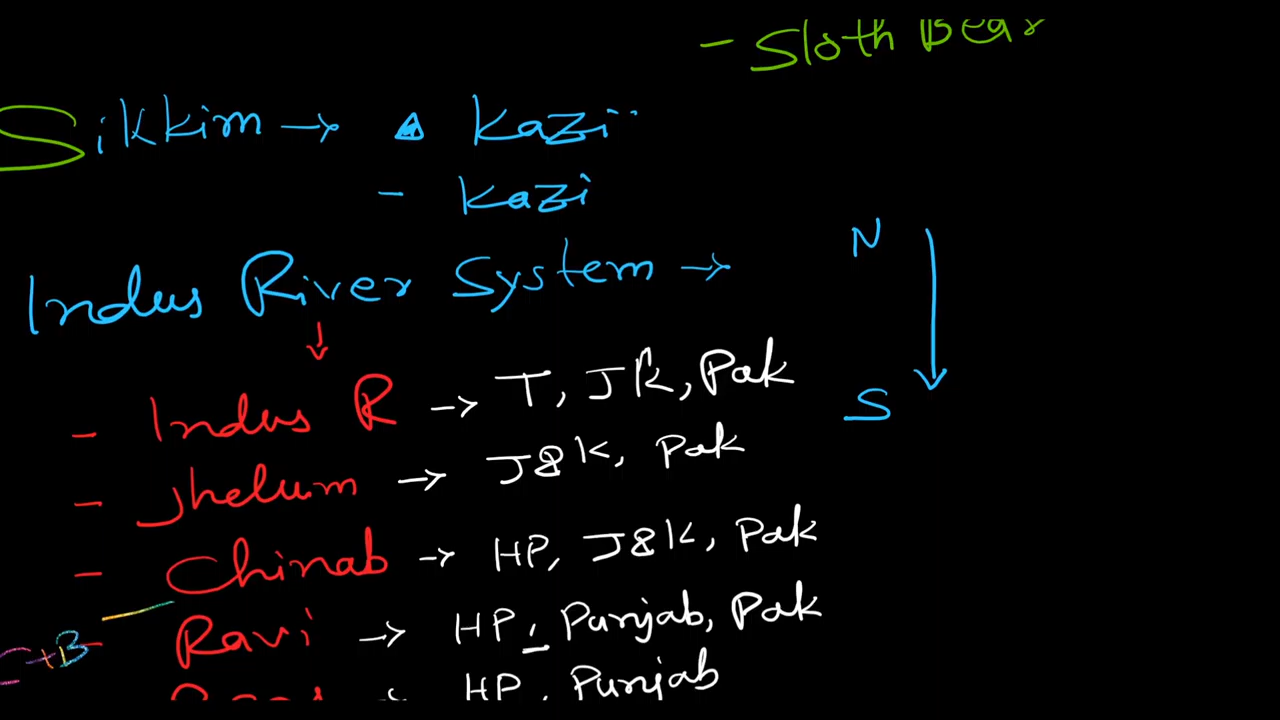 - Sloth Bear
Sikkim → Kazi
- Kazi
Indus River System →
N
S
- Indus R → T, JK, Pak
- Jhelum → J&K, Pak
- Chinab → HP, J&K, Pak
- Ravi → HP, Punjab, Pak
C+B
HP, Punjab